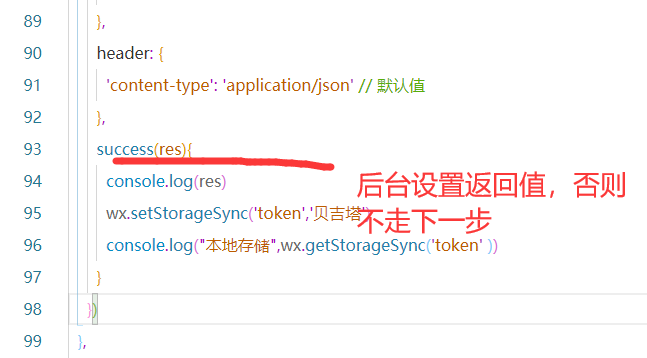 89 },
90 header: {
91 'content-type': 'application/json' // 默认值
92 },
93 success(res){
94 console.log(res)
95 wx.setStorageSync('token','贝吉塔')
96 console.log("本地存储",wx.getStorageSync('token' ))
97 }
98 })
99 },
后台设置返回值，否则
不走下一步